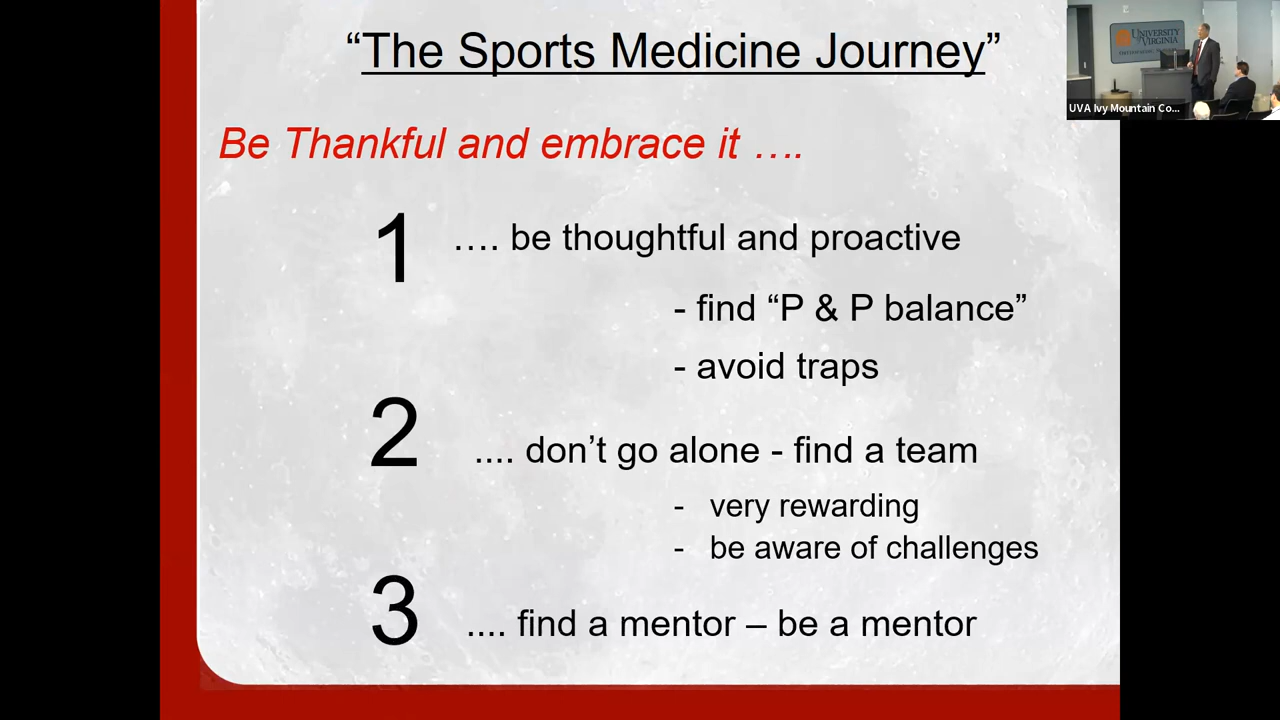 “The Sports Medicine Journey”
Be Thankful and embrace it ….
1 …. be thoughtful and proactive
- find “P & P balance”
- avoid traps
2 .... don’t go alone - find a team
- very rewarding
- be aware of challenges
3 .... find a mentor – be a mentor
UNIVERSITY
of VIRGINIA
UVA Ivy Mountain Co...